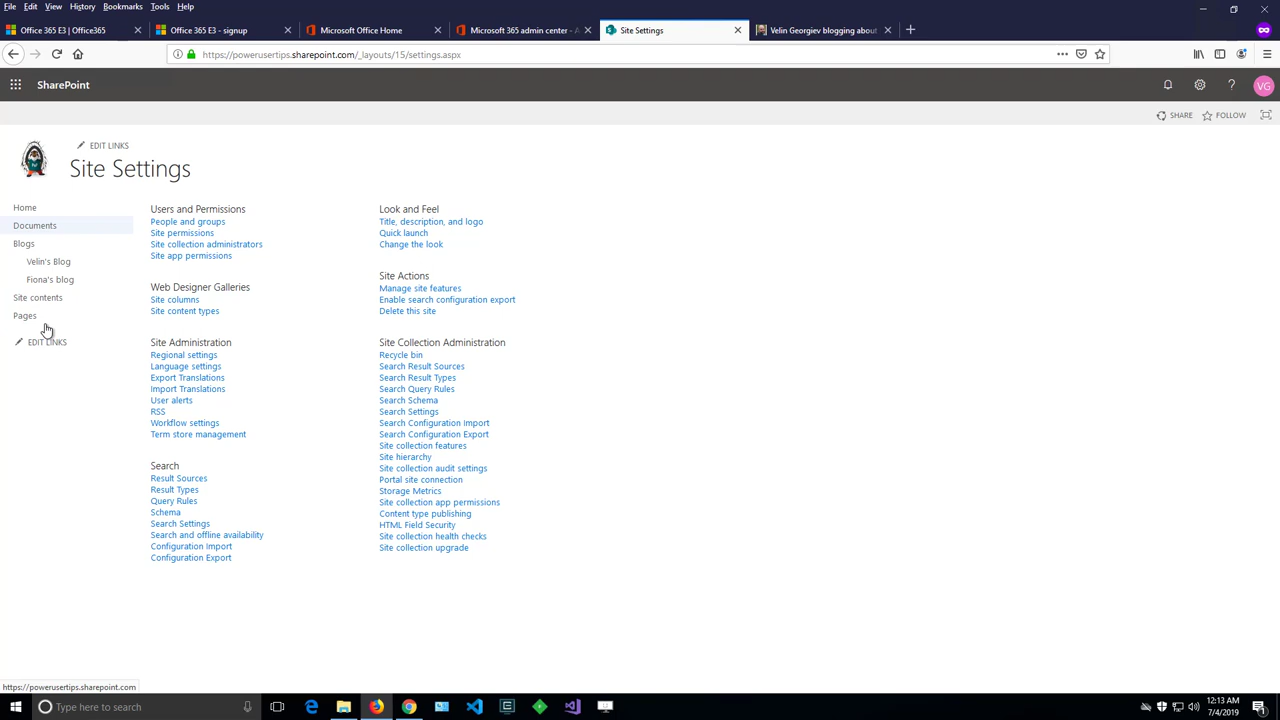 File Edit View History Bookmarks Tools Help
Office 365 E3 | Office365
Office 365 E3 - signup
Microsoft Office Home
Microsoft 365 admin center - A
Site Settings
Velin Georgiev blogging about
https://powerusertips.sharepoint.com/_layouts/15/settings.aspx
SharePoint
VG
SHARE FOLLOW
EDIT LINKS
Site Settings
Home
Documents
Blogs
Velin's Blog
Fiona's blog
Site contents
Pages
EDIT LINKS
Users and Permissions
People and groups
Site permissions
Site collection administrators
Site app permissions
Web Designer Galleries
Site columns
Site content types
Site Administration
Regional settings
Language settings
Export Translations
Import Translations
User alerts
RSS
Workflow settings
Term store management
Search
Result Sources
Result Types
Query Rules
Schema
Search Settings
Search and offline availability
Configuration Import
Configuration Export
Look and Feel
Title, description, and logo
Quick launch
Change the look
Site Actions
Manage site features
Enable search configuration export
Delete this site
Site Collection Administration
Recycle bin
Search Result Sources
Search Result Types
Search Query Rules
Search Schema
Search Settings
Search Configuration Import
Search Configuration Export
Site collection features
Site hierarchy
Site collection audit settings
Portal site connection
Storage Metrics
Site collection app permissions
Content type publishing
HTML Field Security
Site collection health checks
Site collection upgrade
https://powerusertips.sharepoint.com
Type here to search
12:13 AM
7/4/2019